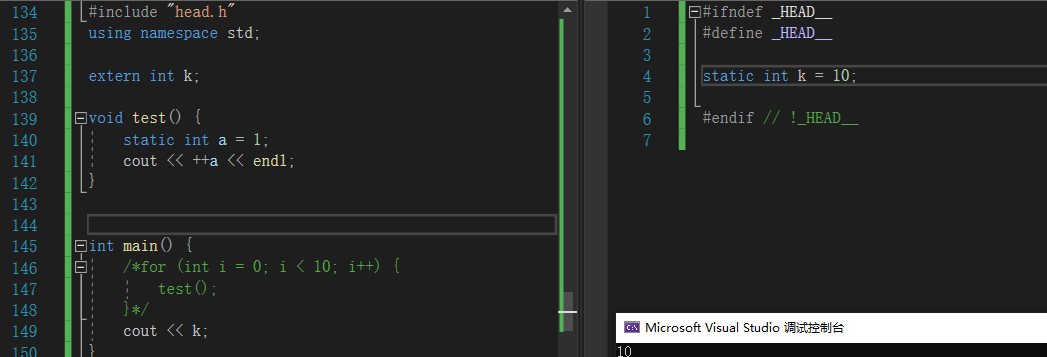 134 #include "head.h"
135 using namespace std;
136
137 extern int k;
138
139 void test() {
140 static int a = 1;
141 cout << ++a << endl;
142 }
143
144
145 int main() {
146 /*for (int i = 0; i < 10; i++) {
147 test();
148 }*/
149 cout << k;
150 }
1 #ifndef _HEAD__
2 #define _HEAD__
3
4 static int k = 10;
5
6 #endif // !_HEAD__
7
C:\ Microsoft Visual Studio 调试控制台
10